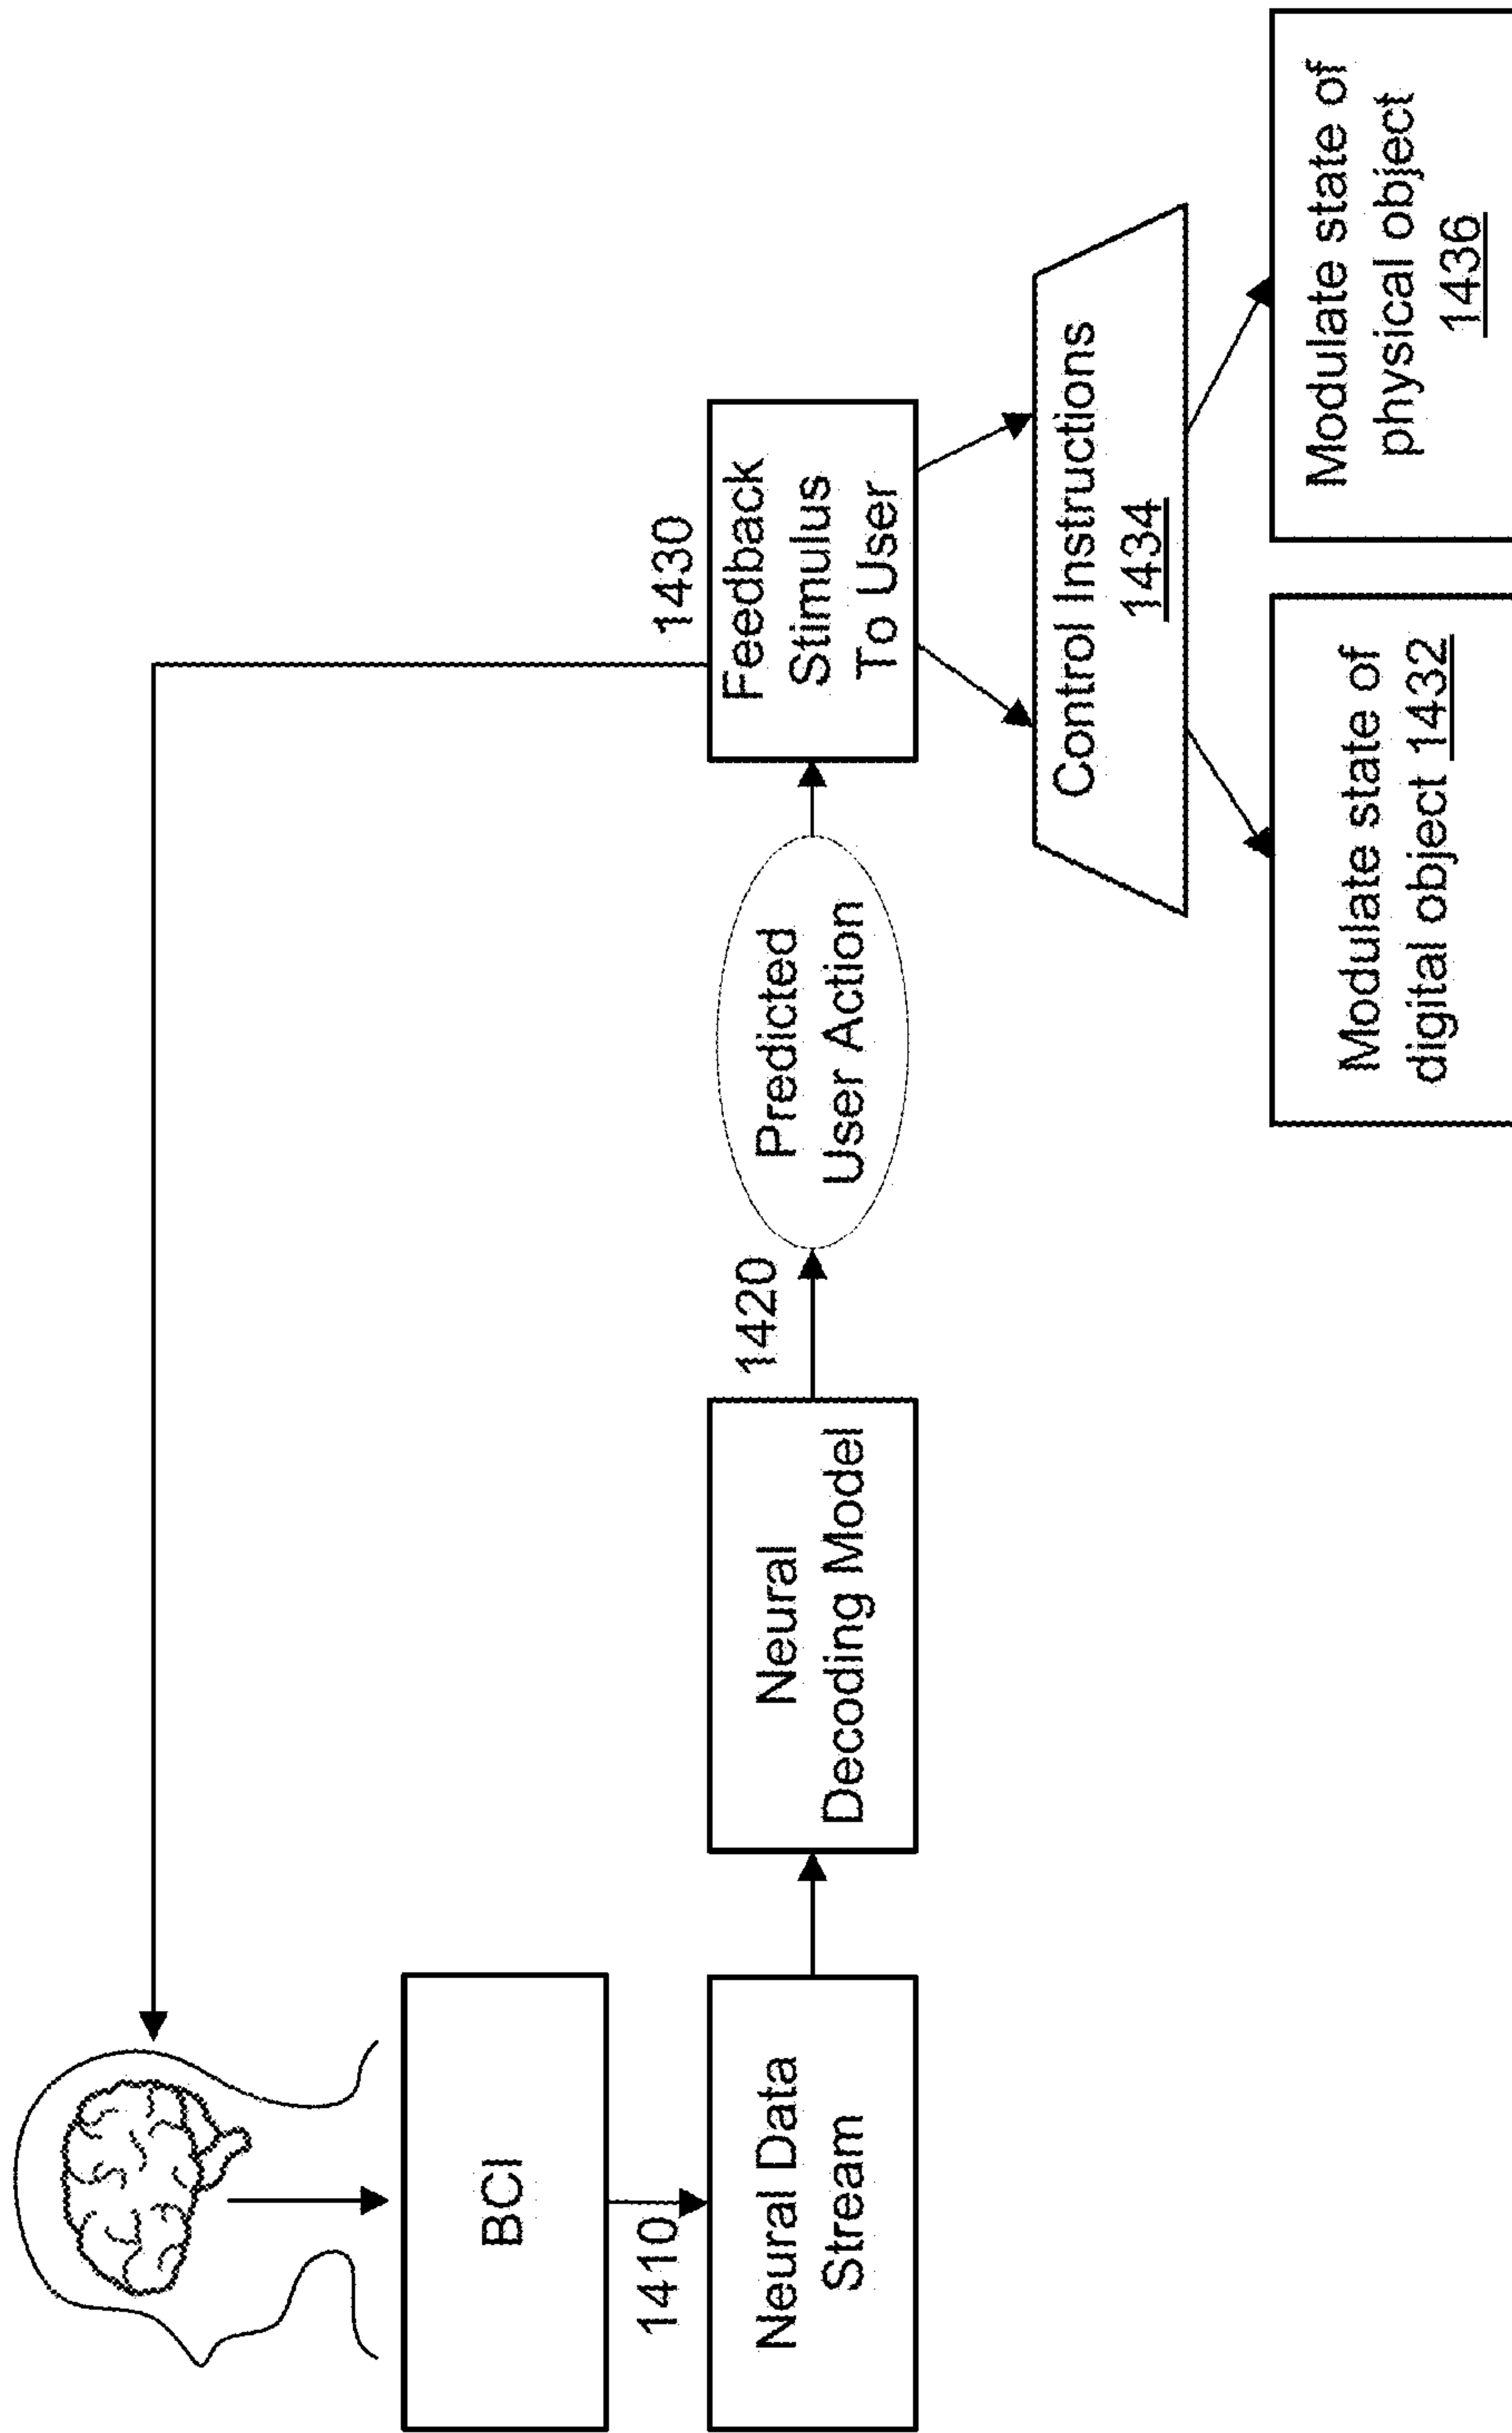 BCI
1410
Neural Data
Stream
Neural
Decoding Model
1420
Predicted
User Action
1430
Feedback
Stimulus
To User
Control Instructions
1434
Modulate state of
digital object 1432
Modulate state of
physical object
1436